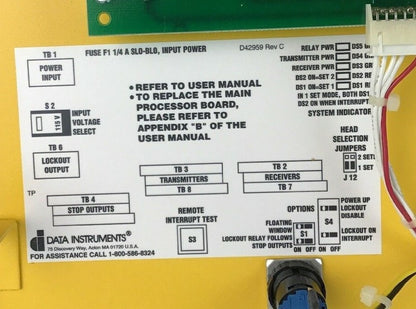 FUSE F1 1/4 A SLO-BLO, INPUT POWER
D42959 Rev C
TB 1
POWER
INPUT
RELAY PWR DS5
TRANSMITTER PWR DS4
RECEIVER PWR DS3
DS2 ON=SET 2 DS2
DS1 ON=SET 1 DS1
IN 1 SET MODE, BOTH DS1
DS2 ON WHEN INTERRUPT
SYSTEM INDICATOR
• REFER TO USER MANUAL
• TO REPLACE THE MAIN
PROCESSOR BOARD,
PLEASE REFER TO
APPENDIX "B" OF THE
USER MANUAL
S 2
115 V
INPUT
VOLTAGE
SELECT
TB 6
LOCKOUT
OUTPUT
HEAD
SELECTION
JUMPERS
2 SET
1 SET
J 12
TB 3
TRANSMITTERS
TB 8
TB 2
RECEIVERS
TB 7
TP
TB 4
STOP OUTPUTS
REMOTE
INTERRUPT TEST
S3
OPTIONS
POWER UP
LOCKOUT
DISABLE
S4
LOCKOUT ON
INTERRUPT
FLOATING
WINDOW
LOCKOUT RELAY FOLLOWS
STOP OUTPUTS
S1
ON OFF ON OFF
DATA INSTRUMENTS®
75 Discovery Way, Acton MA 01720 U.S.A.
FOR ASSISTANCE CALL 1-800-586-8324